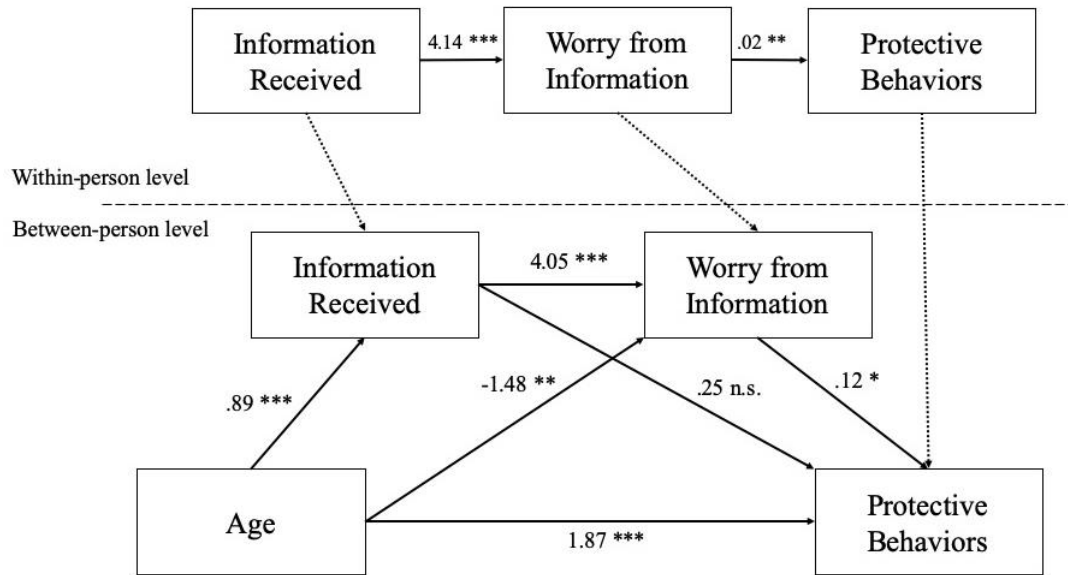 Information
Received
4.14 ***
Worry from
Information
.02 **
Protective
Behaviors
Within-person level
Between-person level
Information
Received
4.05 ***
Worry from
Information
.89 ***
-1.48 **
.25 n.s.
.12 *
Age
1.87 ***
Protective
Behaviors